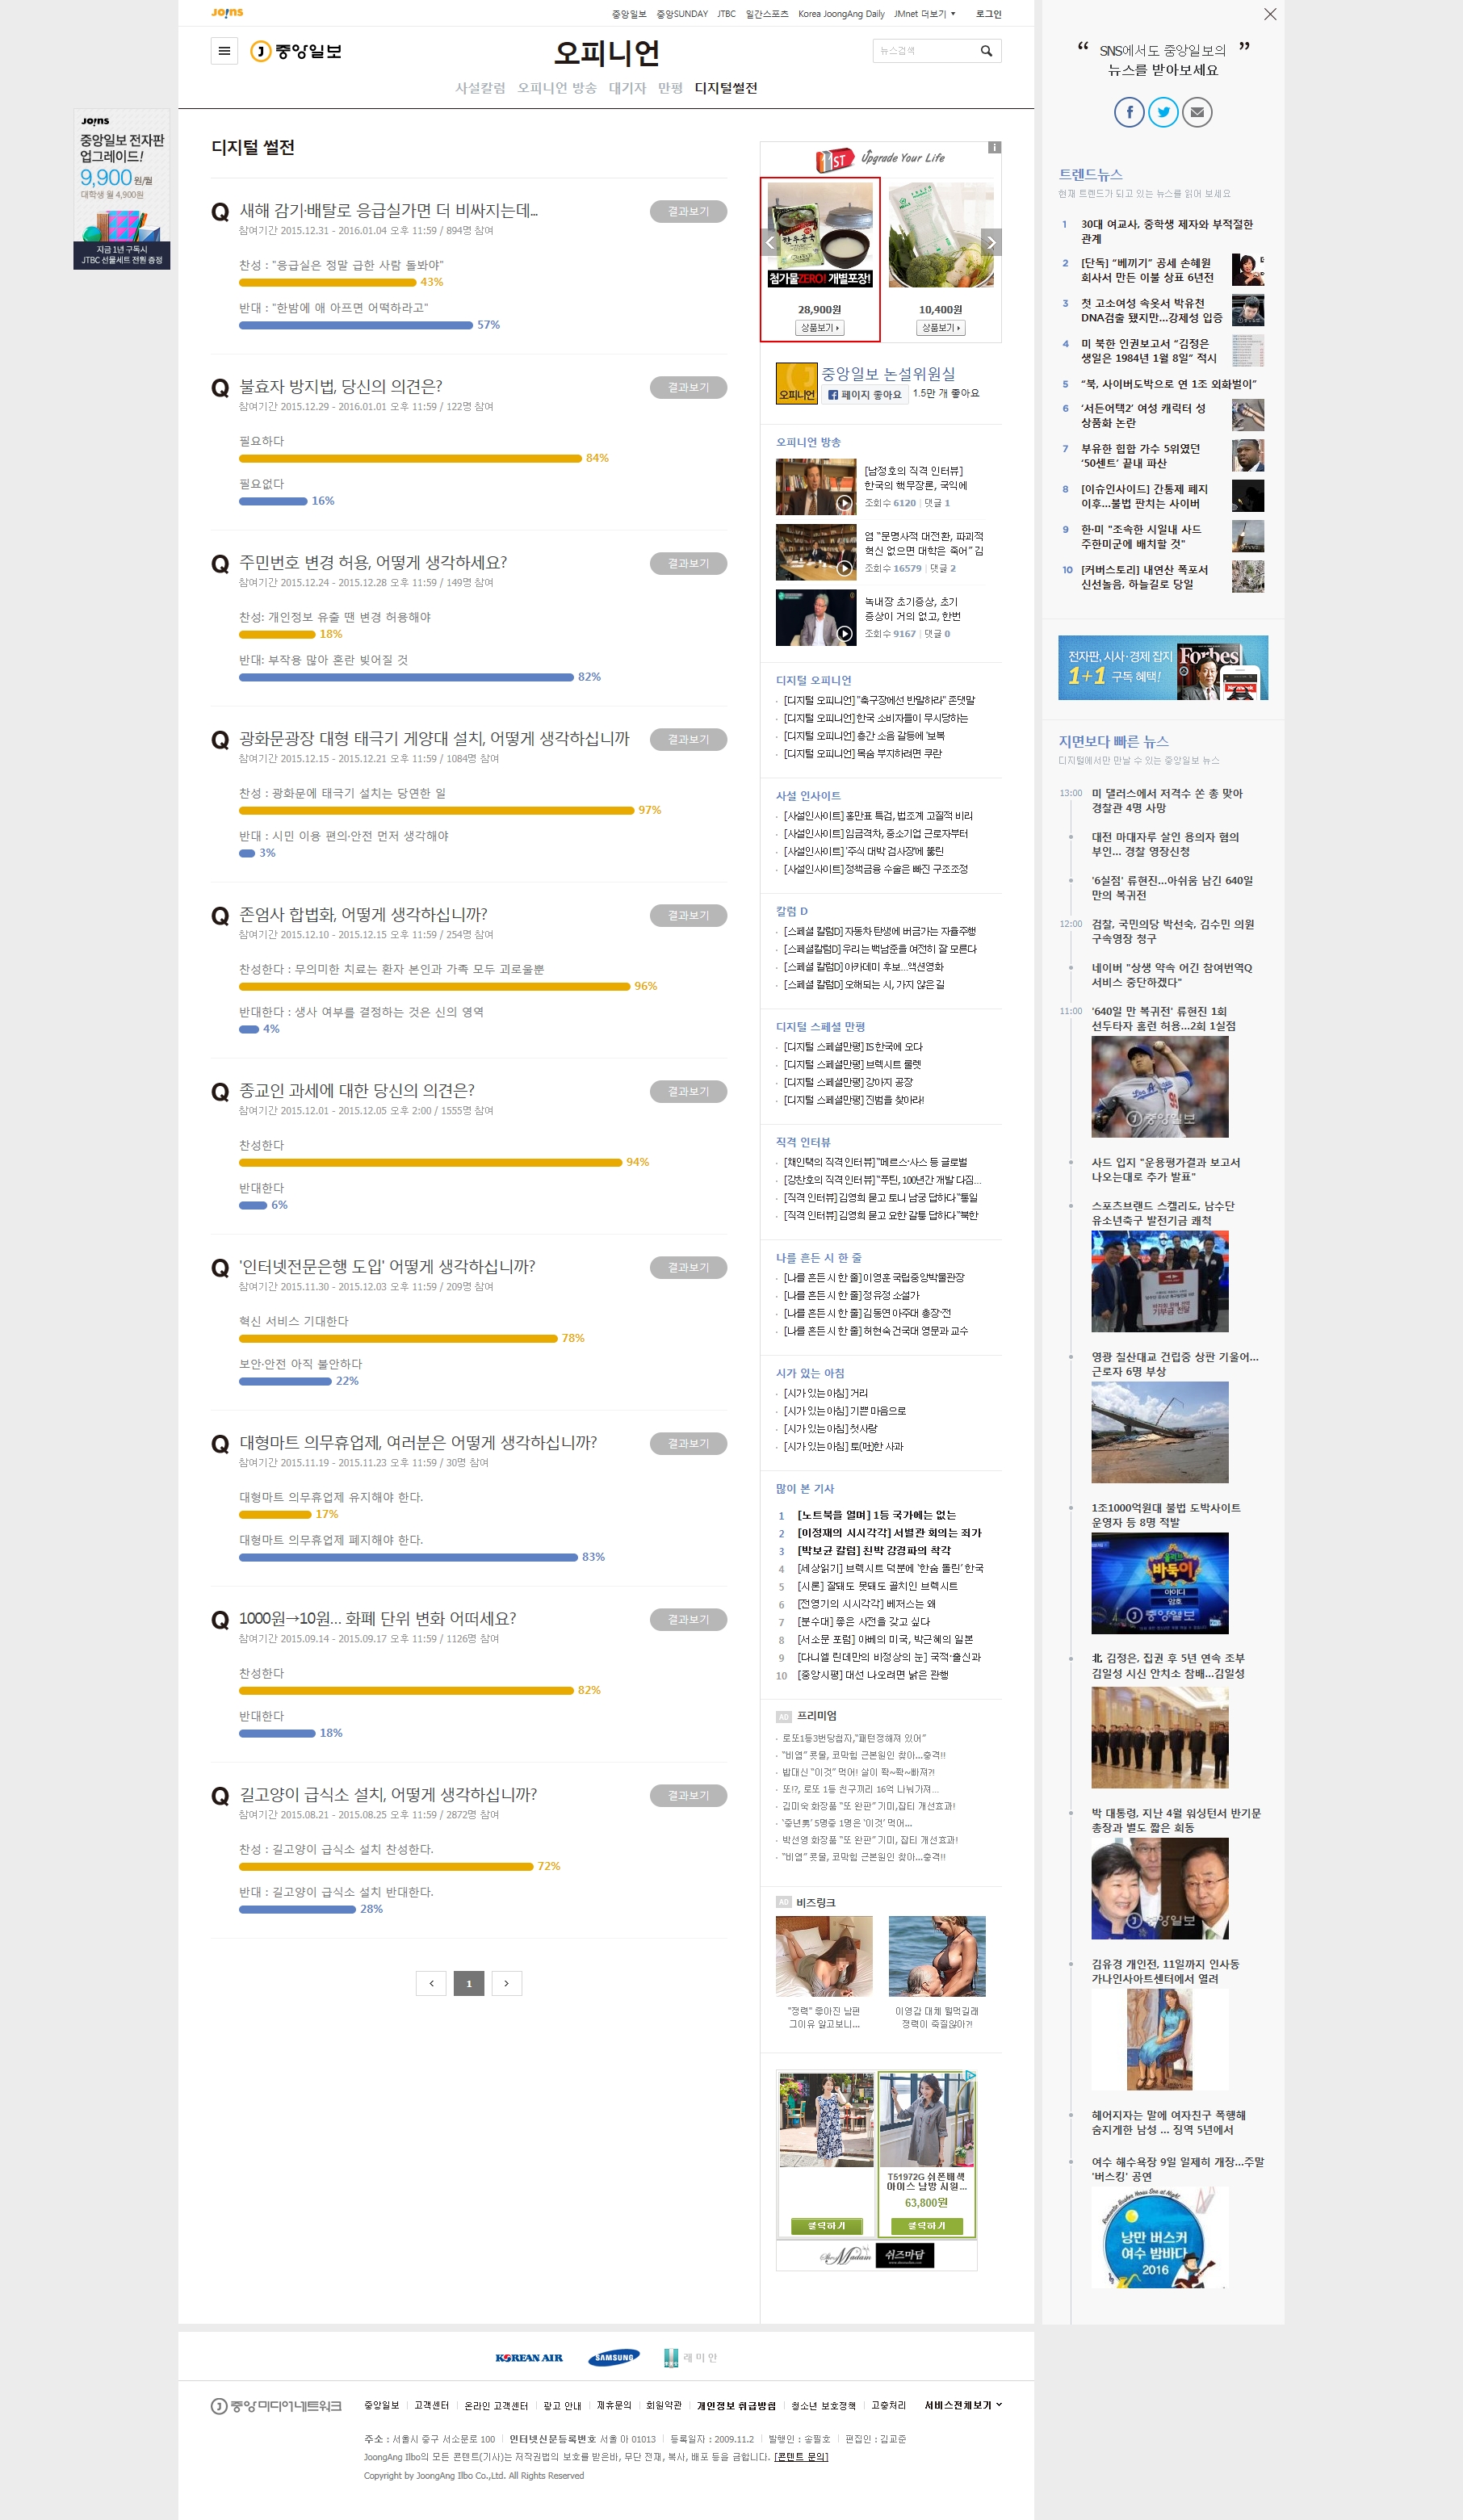 Joins
중앙일보 중앙SUNDAY JTBC 일간스포츠 Korea JoongAng Daily JMnet 더보기 로그인
중앙일보
오피니언
뉴스검색
사설칼럼 오피니언 방송 대기자 만평 디지털썰전
Joins
중앙일보 전자판
업그레이드!
9,900 원/월
대학생 월 4,900원
지금 1년 구독시
JTBC 선물세트 전원 증정
디지털 썰전
Q 새해 감기·배탈로 응급실가면 더 비싸지는데... 결과보기
참여기간 2015.12.31 - 2016.01.04 오후 11:59 / 894명 참여
찬성 : "응급실은 정말 급한 사람 돌봐야"
43%
반대 : "한밤에 애 아프면 어떡하라고"
57%
Q 불효자 방지법, 당신의 의견은? 결과보기
참여기간 2015.12.29 - 2016.01.01 오후 11:59 / 122명 참여
필요하다
84%
필요없다
16%
Q 주민번호 변경 허용, 어떻게 생각하세요? 결과보기
참여기간 2015.12.24 - 2015.12.28 오후 11:59 / 149명 참여
찬성: 개인정보 유출 땐 변경 허용해야
18%
반대: 부작용 많아 혼란 빚어질 것
82%
Q 광화문광장 대형 태극기 게양대 설치, 어떻게 생각하십니까 결과보기
참여기간 2015.12.15 - 2015.12.21 오후 11:59 / 1084명 참여
찬성 : 광화문에 태극기 설치는 당연한 일
97%
반대 : 시민 이용 편의·안전 먼저 생각해야
3%
Q 존엄사 합법화, 어떻게 생각하십니까? 결과보기
참여기간 2015.12.10 - 2015.12.15 오후 11:59 / 254명 참여
찬성한다 : 무의미한 치료는 환자 본인과 가족 모두 괴로울뿐
96%
반대한다 : 생사 여부를 결정하는 것은 신의 영역
4%
Q 종교인 과세에 대한 당신의 의견은? 결과보기
참여기간 2015.12.01 - 2015.12.05 오후 2:00 / 1555명 참여
찬성한다
94%
반대한다
6%
Q '인터넷전문은행 도입' 어떻게 생각하십니까? 결과보기
참여기간 2015.11.30 - 2015.12.03 오후 11:59 / 209명 참여
혁신 서비스 기대한다
78%
보안·안전 아직 불안하다
22%
Q 대형마트 의무휴업제, 여러분은 어떻게 생각하십니까? 결과보기
참여기간 2015.11.19 - 2015.11.23 오후 11:59 / 30명 참여
대형마트 의무휴업제 유지해야 한다.
17%
대형마트 의무휴업제 폐지해야 한다.
83%
Q 1000원→10원... 화폐 단위 변화 어떠세요? 결과보기
참여기간 2015.09.14 - 2015.09.17 오후 11:59 / 1126명 참여
찬성한다
82%
반대한다
18%
Q 길고양이 급식소 설치, 어떻게 생각하십니까? 결과보기
참여기간 2015.08.21 - 2015.08.25 오후 11:59 / 2872명 참여
찬성 : 길고양이 급식소 설치 찬성한다.
72%
반대 : 길고양이 급식소 설치 반대한다.
28%
1
11ST Upgrade Your Life
첨가물ZERO! 개별포장!
28,900원 10,400원
상품보기 상품보기
오피니언
중앙일보 논설위원실
페이지 좋아요 1.5만 개 좋아요
오피니언 방송
[남정호의 직격 인터뷰]
한국의 핵무장론, 국익에
조회수 6120 | 댓글 1
염 "문명사적 대전환, 파괴적
혁신 없으면 대학은 죽어" 김
조회수 16579 | 댓글 2
녹내장 초기증상, 초기
증상이 거의 없고, 한번
조회수 9167 | 댓글 0
디지털 오피니언
[디지털 오피니언] "축구장에선 반말하라" 존댓말
[디지털 오피니언] 한국 소비자들이 무시당하는
[디지털 오피니언] 층간 소음 갈등에 '보복
[디지털 오피니언] 목숨 부지하려면 쿠란
사설 인사이트
[사설인사이트] 홍만표 특검, 법조계 고질적 비리
[사설인사이트] 임금격차, 중소기업 근로자부터
[사설인사이트] '주식 대박 검사장'에 뚫린
[사설인사이트] 정책금융 수술은 빠진 구조조정
칼럼 D
[스페셜 칼럼D] 자동차 탄생에 버금가는 자율주행
[스페셜칼럼D] 우리는 백남준을 여전히 잘 모른다
[스페셜 칼럼D] 아카데미 후보...액션영화
[스페셜 칼럼D] 오해되는 시, 가지 않은 길
디지털 스페셜 만평
[디지털 스페셜만평] IS 한국에 오다
[디지털 스페셜만평] 브렉시트 룰렛
[디지털 스페셜만평] 강아지 공장
[디지털 스페셜만평] 진범을 찾아라!
직격 인터뷰
[채인택의 직격 인터뷰] "메르스·사스 등 글로벌
[강찬호의 직격 인터뷰] "푸틴, 100년간 개발 다짐...
[직격 인터뷰] 김영희 묻고 토니 남궁 답하다 "통일
[직격 인터뷰] 김영희 묻고 요한 갈퉁 답하다 "북한
나를 흔든 시 한 줄
[나를 흔든 시 한 줄] 이영훈 국립중앙박물관장
[나를 흔든 시 한 줄] 정유정 소설가
[나를 흔든 시 한 줄] 김동연 아주대 총장·전
[나를 흔든 시 한 줄] 허현숙 건국대 영문과 교수
시가 있는 아침
[시가 있는 아침] 거리
[시가 있는 아침] 기쁜 마음으로
[시가 있는 아침] 첫사랑
[시가 있는 아침] 토(吐)한 사과
많이 본 기사
1 [노트북을 열며] 1등 국가에는 없는
2 [이정재의 시시각각] 서별관 회의는 죄가
3 [박보균 칼럼] 친박 강경파의 착각
4 [세상읽기] 브렉시트 덕분에 '한숨 돌린' 한국
5 [시론] 잘돼도 못돼도 골치인 브렉시트
6 [전영기의 시시각각] 베저스는 왜
7 [분수대] 좋은 사전을 갖고 싶다
8 [서소문 포럼] 아베의 미국, 박근혜의 일본
9 [다니엘 린데만의 비정상의 눈] 국적·출신과
10 [중앙시평] 대선 나오려면 낡은 관행
AD 프리미엄
로또1등3번당첨자,"패턴정해져 있어"
"비염" 콧물, 코막힘 근본원인 찾아...충격!!
밥대신 "이것" 먹어! 살이 쫙~쫙~빠져?!
또!?, 로또 1등 친구끼리 16억 나눠가져...
김미숙 화장품 "또 완판" 기미,잡티 개선효과!
'중년男' 5명중 1명은 '이것' 먹어...
박선영 화장품 "또 완판" 기미, 잡티 개선효과!
"비염" 콧물, 코막힘 근본원인 찾아...충격!!
AD 비즈링크
"정력" 좋아진 남편
그이유 알고보니...
이영감 대체 뭘먹길래
정력이 죽질않아?!
T51972G 쉬폰배색
마이스 남방 시원...
63,800원
클릭하기 클릭하기
Madam 쉬즈마담
“ SNS에서도 중앙일보의 ”
뉴스를 받아보세요
트렌드뉴스
현재 트렌드가 되고 있는 뉴스를 읽어 보세요
1 30대 여교사, 중학생 제자와 부적절한
관계
2 [단독] “베끼기” 공세 손혜원
회사서 만든 이불 상표 6년전
3 첫 고소여성 속옷서 박유천
DNA검출 됐지만...강제성 입증
4 미 북한 인권보고서 “김정은
생일은 1984년 1월 8일” 적시
5 “북, 사이버도박으로 연 1조 외화벌이”
6 ‘서든어택2’ 여성 캐릭터 성
상품화 논란
7 부유한 힙합 가수 5위였던
‘50센트’ 끝내 파산
8 [이슈인사이드] 간통제 폐지
이후...불법 판치는 사이버
9 한·미 "조속한 시일내 사드
주한미군에 배치할 것"
10 [커버스토리] 내연산 폭포서
신선놀음, 하늘길로 당일
전자판, 시사·경제 잡지
1+1 구독 혜택!
Forbes
지면보다 빠른 뉴스
디지털에서만 만날 수 있는 중앙일보 뉴스
13:00 미 댈러스에서 저격수 쏜 총 맞아
경찰관 4명 사망
대전 마대자루 살인 용의자 혐의
부인... 경찰 영장신청
'6실점' 류현진...아쉬움 남긴 640일
만의 복귀전
12:00 검찰, 국민의당 박선숙, 김수민 의원
구속영장 청구
네이버 "상생 약속 어긴 참여번역Q
서비스 중단하겠다"
11:00 '640일 만 복귀전' 류현진 1회
선두타자 홈런 허용...2회 1실점
중앙일보
사드 입지 "운용평가결과 보고서
나오는대로 추가 발표"
스포츠브랜드 스켈리도, 남수단
유소년축구 발전기금 쾌척
기부금 전달
영광 칠산대교 건립중 상판 기울어...
근로자 6명 부상
1조1000억원대 불법 도박사이트
운영자 등 8명 적발
바둑이
아이디
암호
중앙일보
北 김정은, 집권 후 5년 연속 조부
김일성 시신 안치소 참배...김일성
박 대통령, 지난 4월 워싱턴서 반기문
총장과 별도 짧은 회동
중앙일보
김유경 개인전, 11일까지 인사동
가나인사아트센터에서 열려
헤어지자는 말에 여자친구 폭행해
숨지게한 남성 ... 징역 5년에서
여수 해수욕장 9일 일제히 개장...주말
'버스킹' 공연
낭만 버스커
여수 밤바다
2016
KOREAN AIR SAMSUNG 래미안
중앙미디어네트워크
중앙일보 고객센터 온라인 고객센터 광고 안내 제휴문의 회원약관 개인정보 취급방침 청소년 보호정책 고충처리 서비스전체보기
주소 : 서울시 중구 서소문로 100 | 인터넷신문등록번호 서울 아 01013 | 등록일자 : 2009.11.2 | 발행인 : 송필호 | 편집인 : 김교준
JoongAng Ilbo의 모든 콘텐트(기사)는 저작권법의 보호를 받은바, 무단 전재, 복사, 배포 등을 금합니다. [콘텐트 문의]
Copyright by JoongAng Ilbo Co.,Ltd. All Rights Reserved